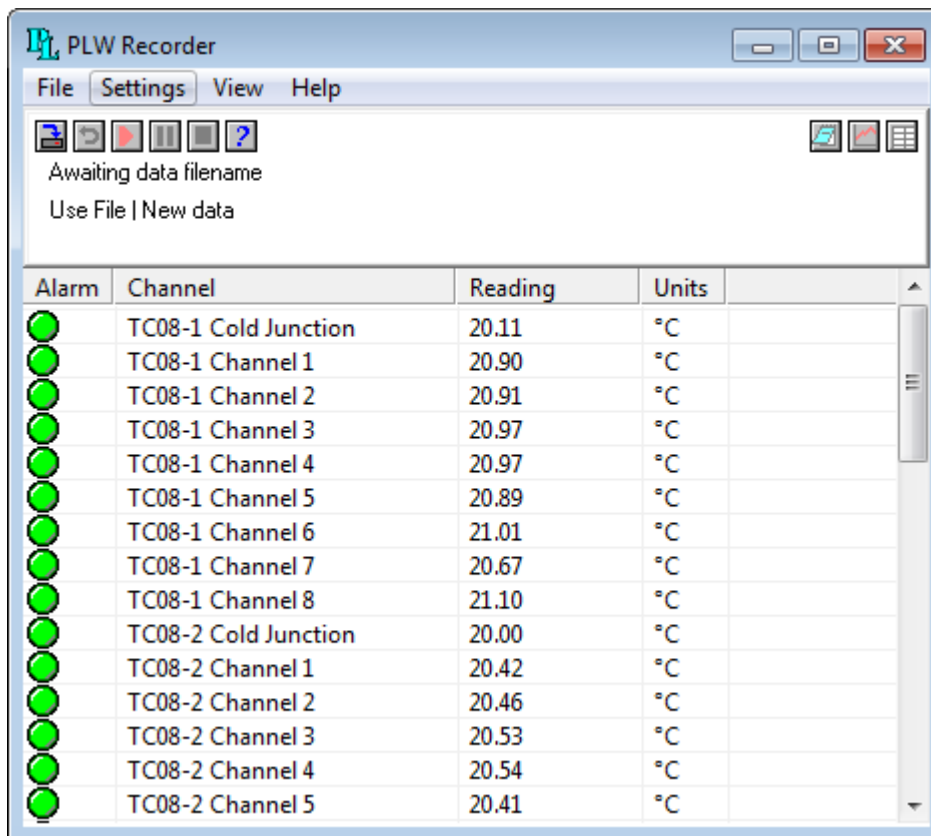 PLW Recorder
File Settings View Help
?
Awaiting data filename
Use File | New data
Alarm Channel Reading Units
TC08-1 Cold Junction 20.11 °C
TC08-1 Channel 1 20.90 °C
TC08-1 Channel 2 20.91 °C
TC08-1 Channel 3 20.97 °C
TC08-1 Channel 4 20.97 °C
TC08-1 Channel 5 20.89 °C
TC08-1 Channel 6 21.01 °C
TC08-1 Channel 7 20.67 °C
TC08-1 Channel 8 21.10 °C
TC08-2 Cold Junction 20.00 °C
TC08-2 Channel 1 20.42 °C
TC08-2 Channel 2 20.46 °C
TC08-2 Channel 3 20.53 °C
TC08-2 Channel 4 20.54 °C
TC08-2 Channel 5 20.41 °C